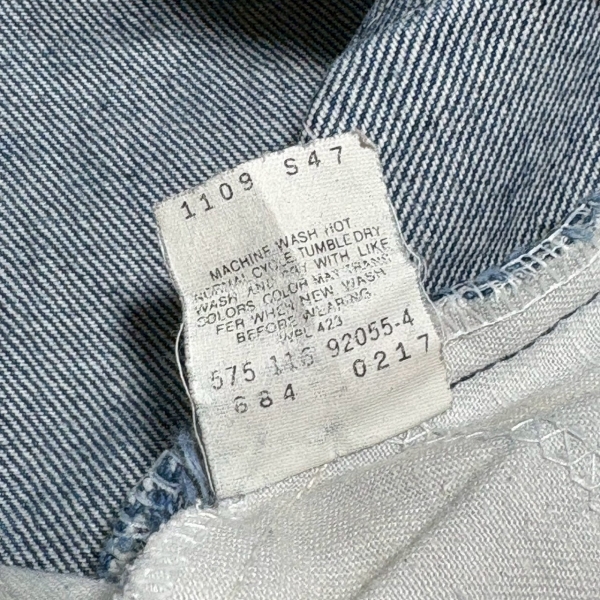 1109 S47
MACHINE WASH HOT
NORMAL CYCLE TUMBLE DRY
WASH AND DRY WITH LIKE
COLORS COLOR MAY TRANS
FER WHEN NEW WASH
BEFORE WEARING
WPL 423
575 116 92055-4
684 0217